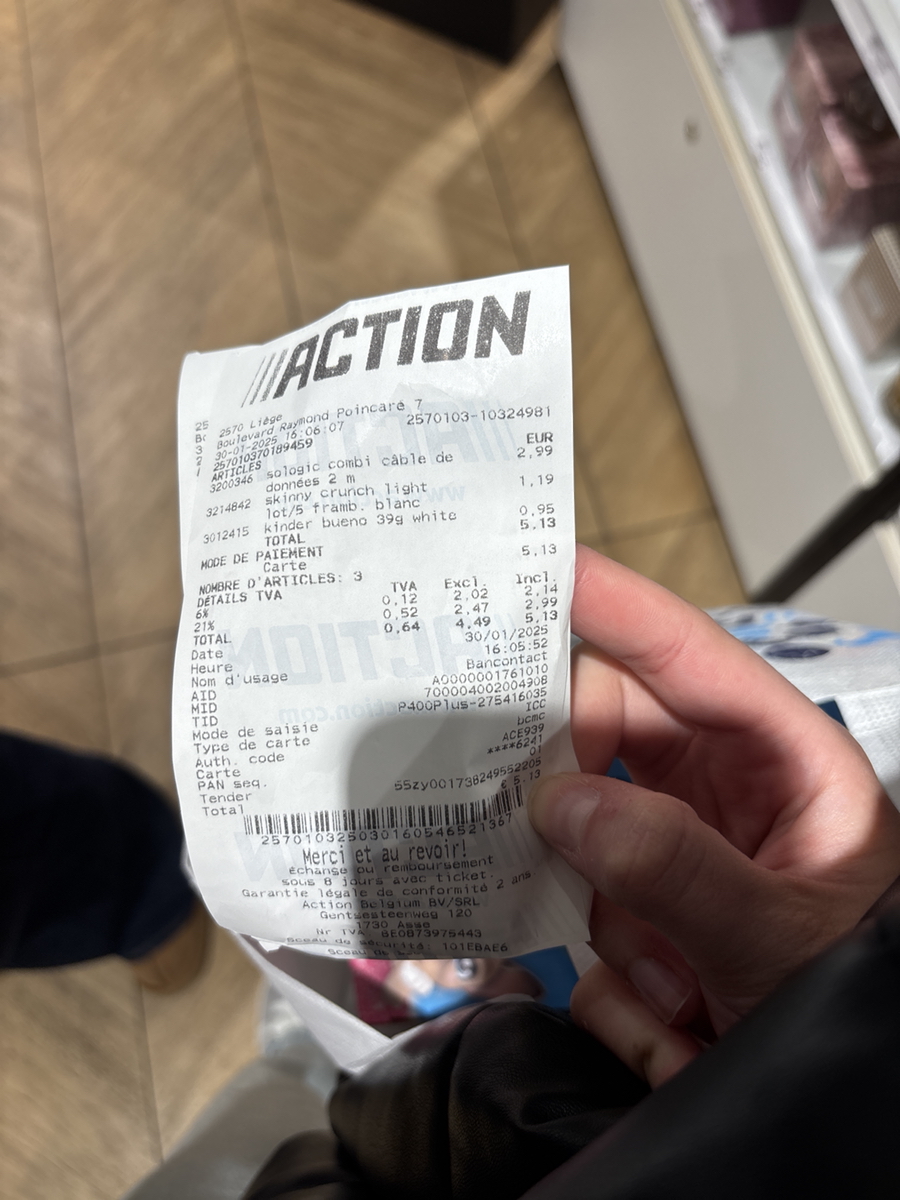 ///ACTION
2570 Liège
Boulevard Raymond Poincaré 7
30-01-2025 16:06:07 2570103-10324981
257010370189459
ARTICLES EUR
3200346 sologic combi câble de 2,99
données 2 m
3214842 skinny crunch light 1,19
lot/5 framb. blanc
3012415 kinder bueno 39g white 0,95
TOTAL 5,13
MODE DE PAIEMENT
Carte 5,13
NOMBRE D'ARTICLES: 3
DÉTAILS TVA TVA Excl. Incl.
6% 0,12 2,02 2,14
21% 0,52 2,47 2,99
TOTAL 0,64 4,49 5,13
Date 30/01/2025
Heure 16:05:52
Nom d'usage Bancontact
AID A0000001761010
MID 700004002004908
TID P400Plus-275416035
Mode de saisie ICC
Type de carte bcmc
Auth. code ACE939
Carte ****6241
PAN seq. 01
Tender 55zy001738249552205
Total € 5.13
2570103250301605465 21367
Merci et au revoir!
échange ou remboursement
sous 8 jours avec ticket.
Garantie légale de conformité 2 ans
Action Belgium BV/SRL
Gentsesteenweg 120
1730 Asse
Nr TVA BE0873975443
Sceau de sécurité: 101EBAE6